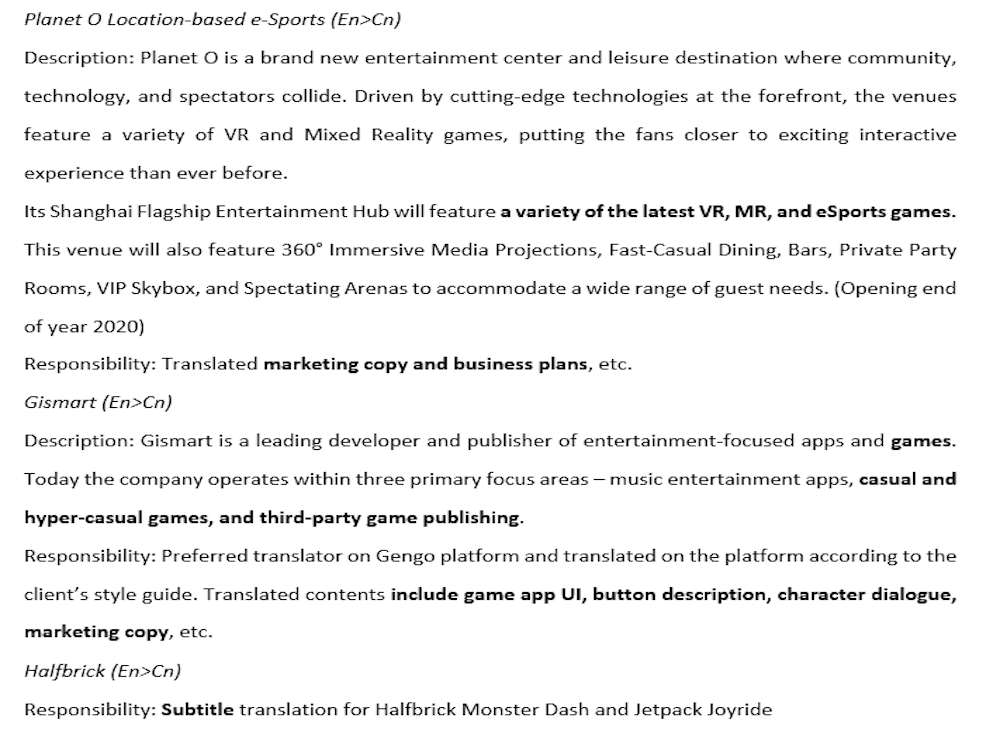 Planet O Location-based e-Sports (En>Cn)
Description: Planet O is a brand new entertainment center and leisure destination where community,
technology, and spectators collide. Driven by cutting-edge technologies at the forefront, the venues
feature a variety of VR and Mixed Reality games, putting the fans closer to exciting interactive
experience than ever before.
Its Shanghai Flagship Entertainment Hub will feature a variety of the latest VR, MR, and eSports games.
This venue will also feature 360° Immersive Media Projections, Fast-Casual Dining, Bars, Private Party
Rooms, VIP Skybox, and Spectating Arenas to accommodate a wide range of guest needs. (Opening end
of year 2020)
Responsibility: Translated marketing copy and business plans, etc.
Gismart (En>Cn)
Description: Gismart is a leading developer and publisher of entertainment-focused apps and games.
Today the company operates within three primary focus areas – music entertainment apps, casual and
hyper-casual games, and third-party game publishing.
Responsibility: Preferred translator on Gengo platform and translated on the platform according to the
client’s style guide. Translated contents include game app UI, button description, character dialogue,
marketing copy, etc.
Halfbrick (En>Cn)
Responsibility: Subtitle translation for Halfbrick Monster Dash and Jetpack Joyride